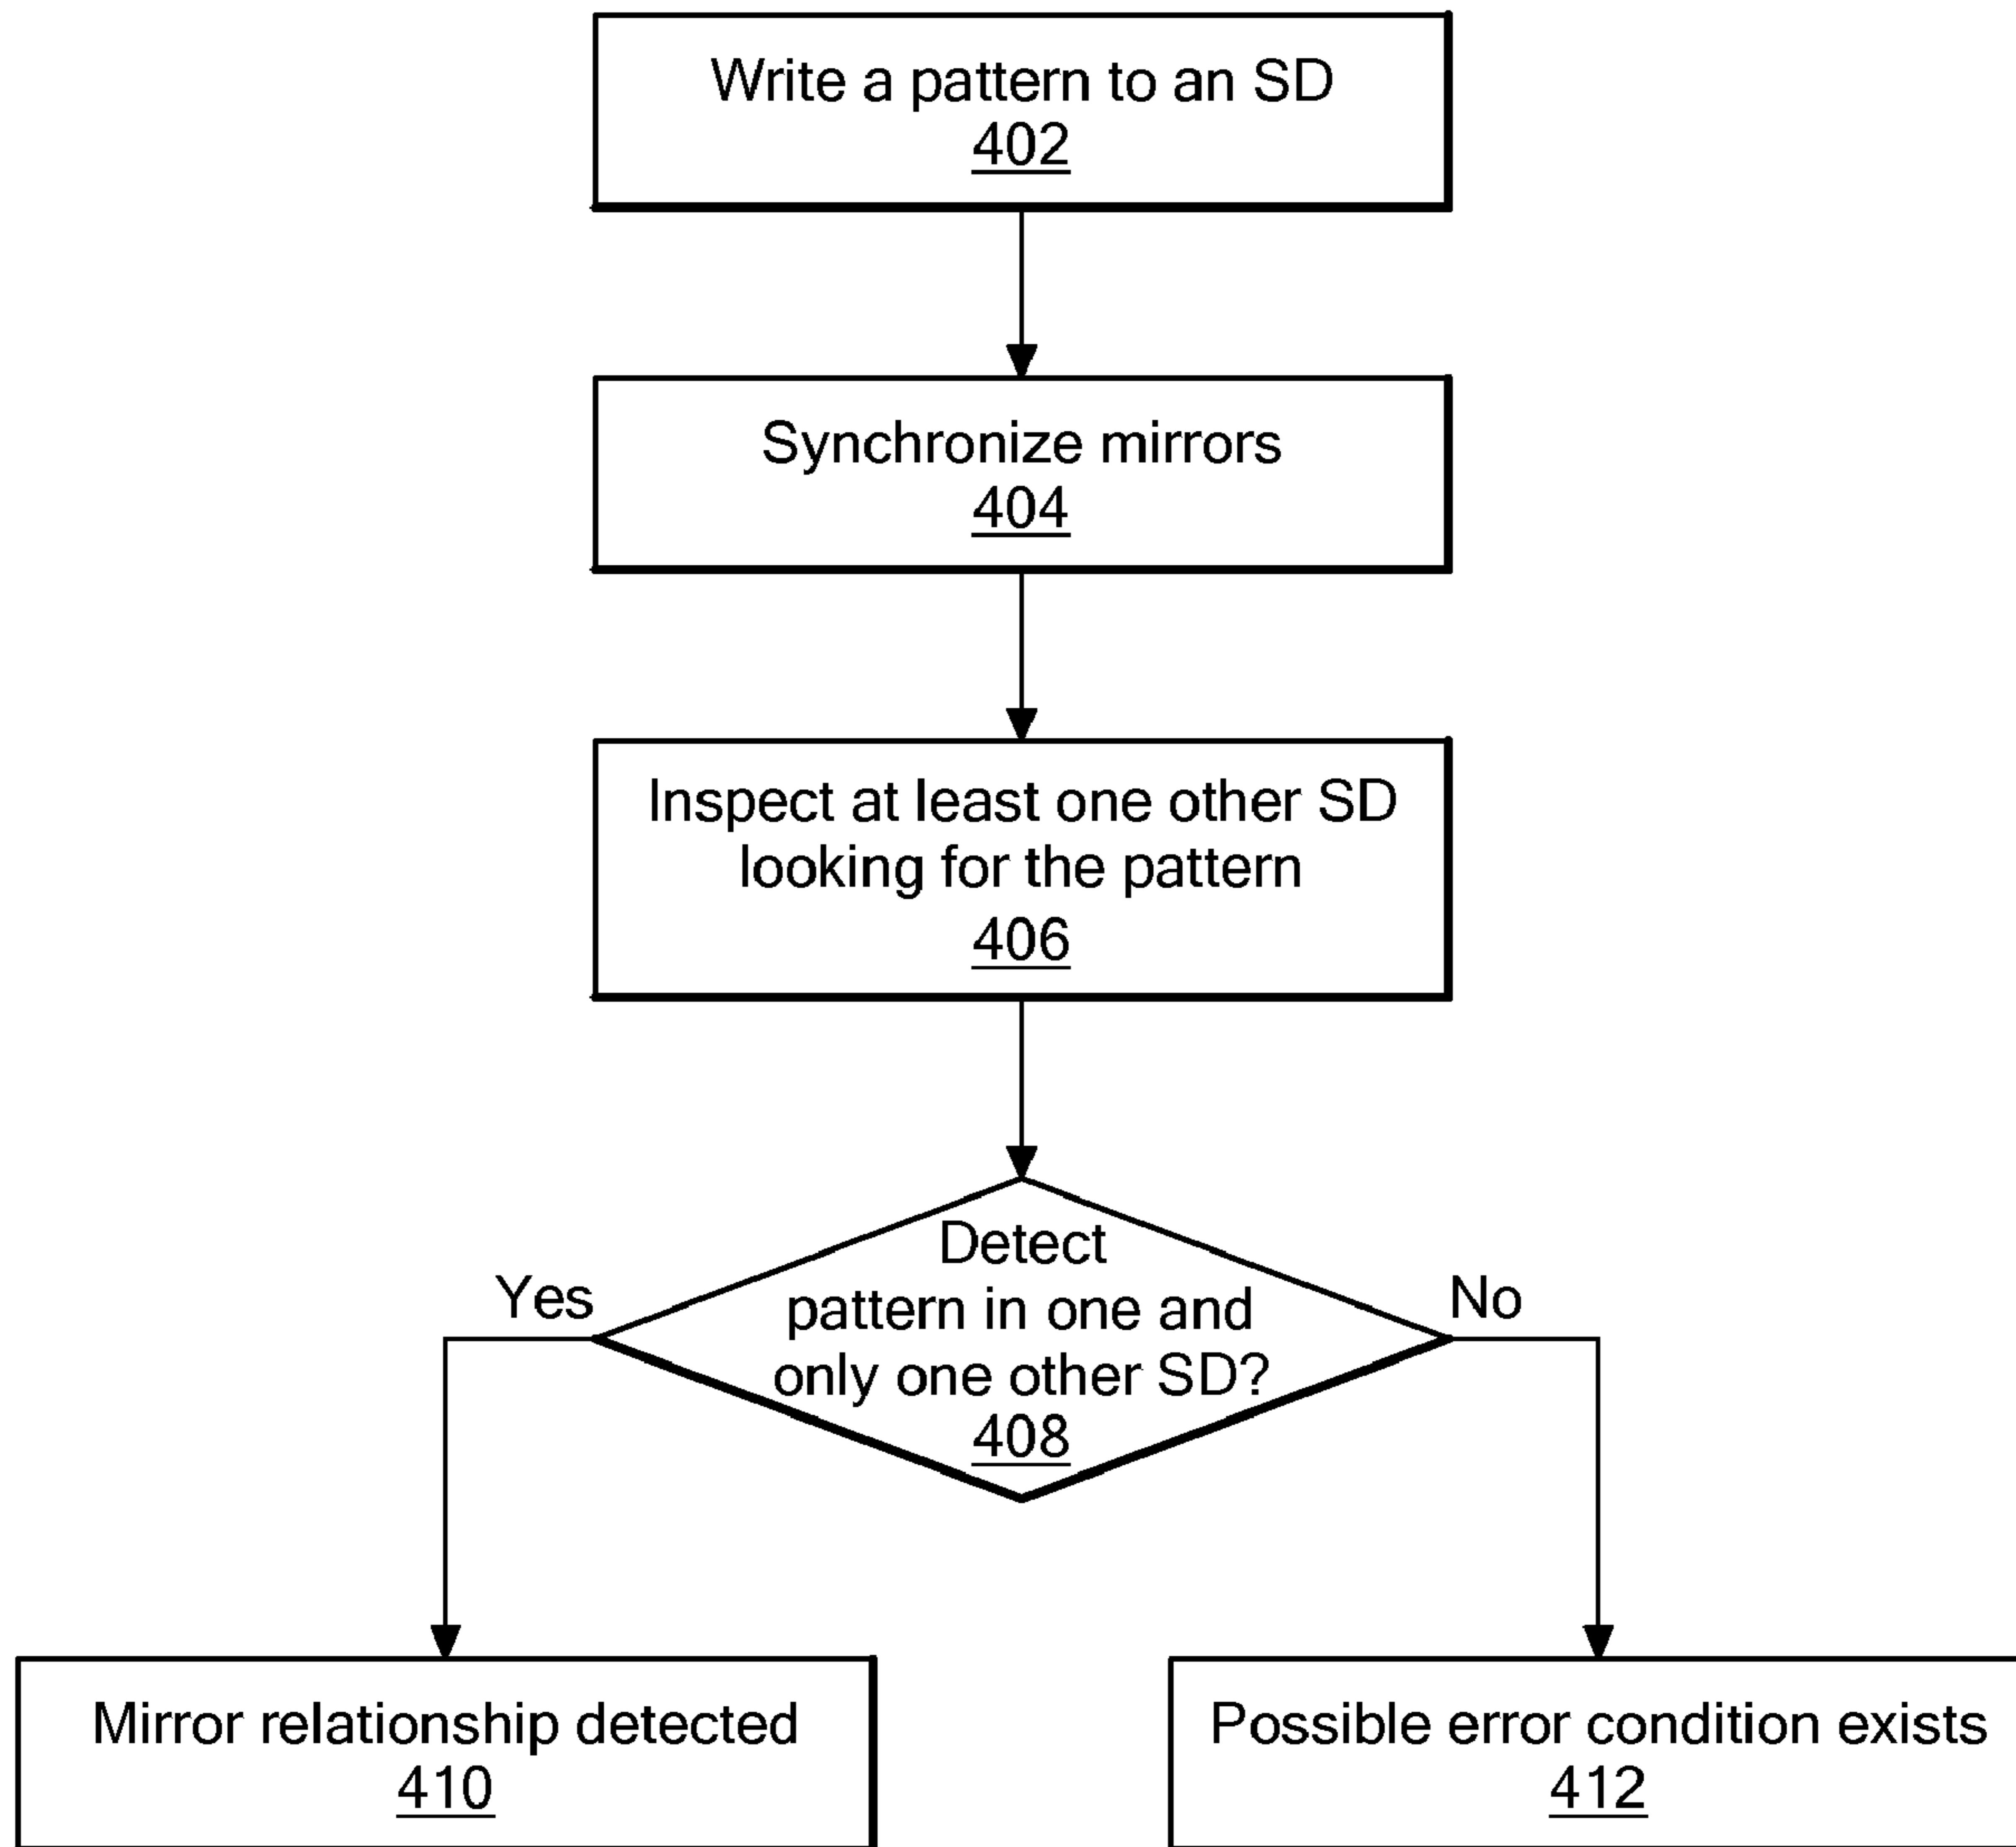 Write a pattern to an SD
402
Synchronize mirrors
404
Inspect at least one other SD
looking for the pattern
406
Detect
pattern in one and
only one other SD?
408
Yes
No
Mirror relationship detected
410
Possible error condition exists
412